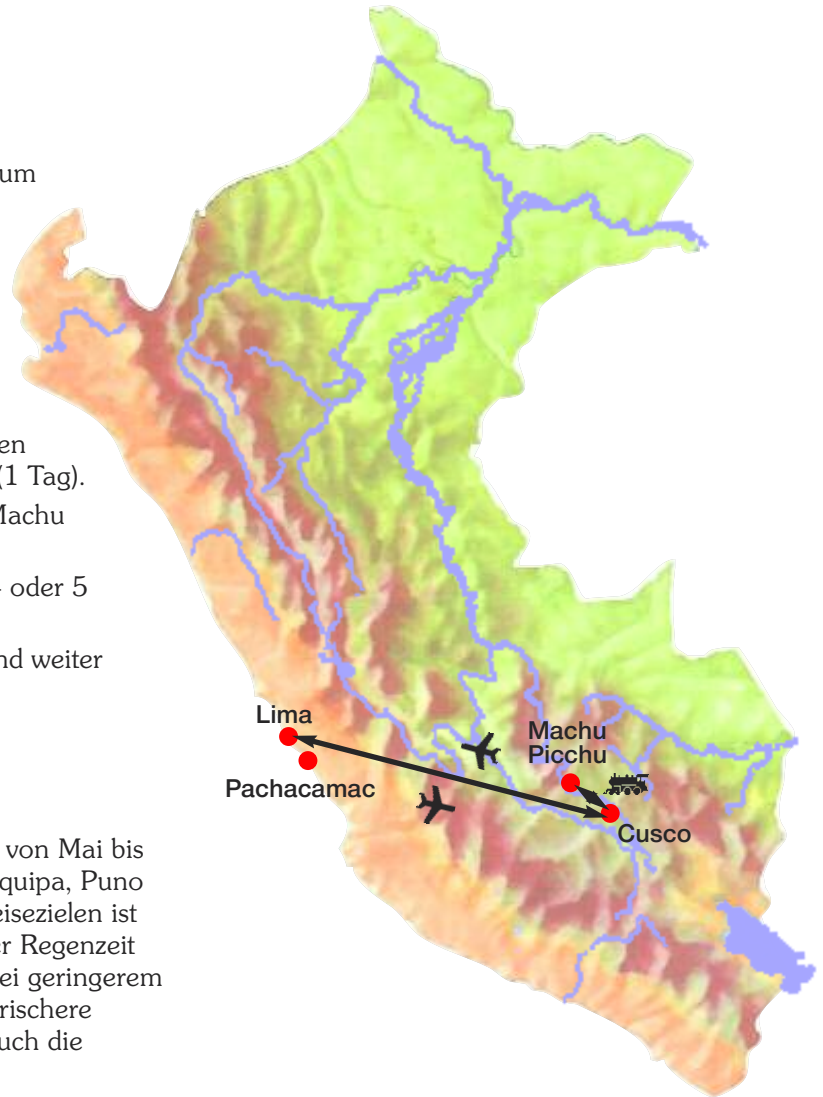 um
en
(1 Tag).
Machu
oder 5
nd weiter
Lima
Machu
Picchu
Pachacamac
Cusco
von Mai bis
quipa, Puno
eisezielen ist
er Regenzeit
ei geringerem
rischere
uch die